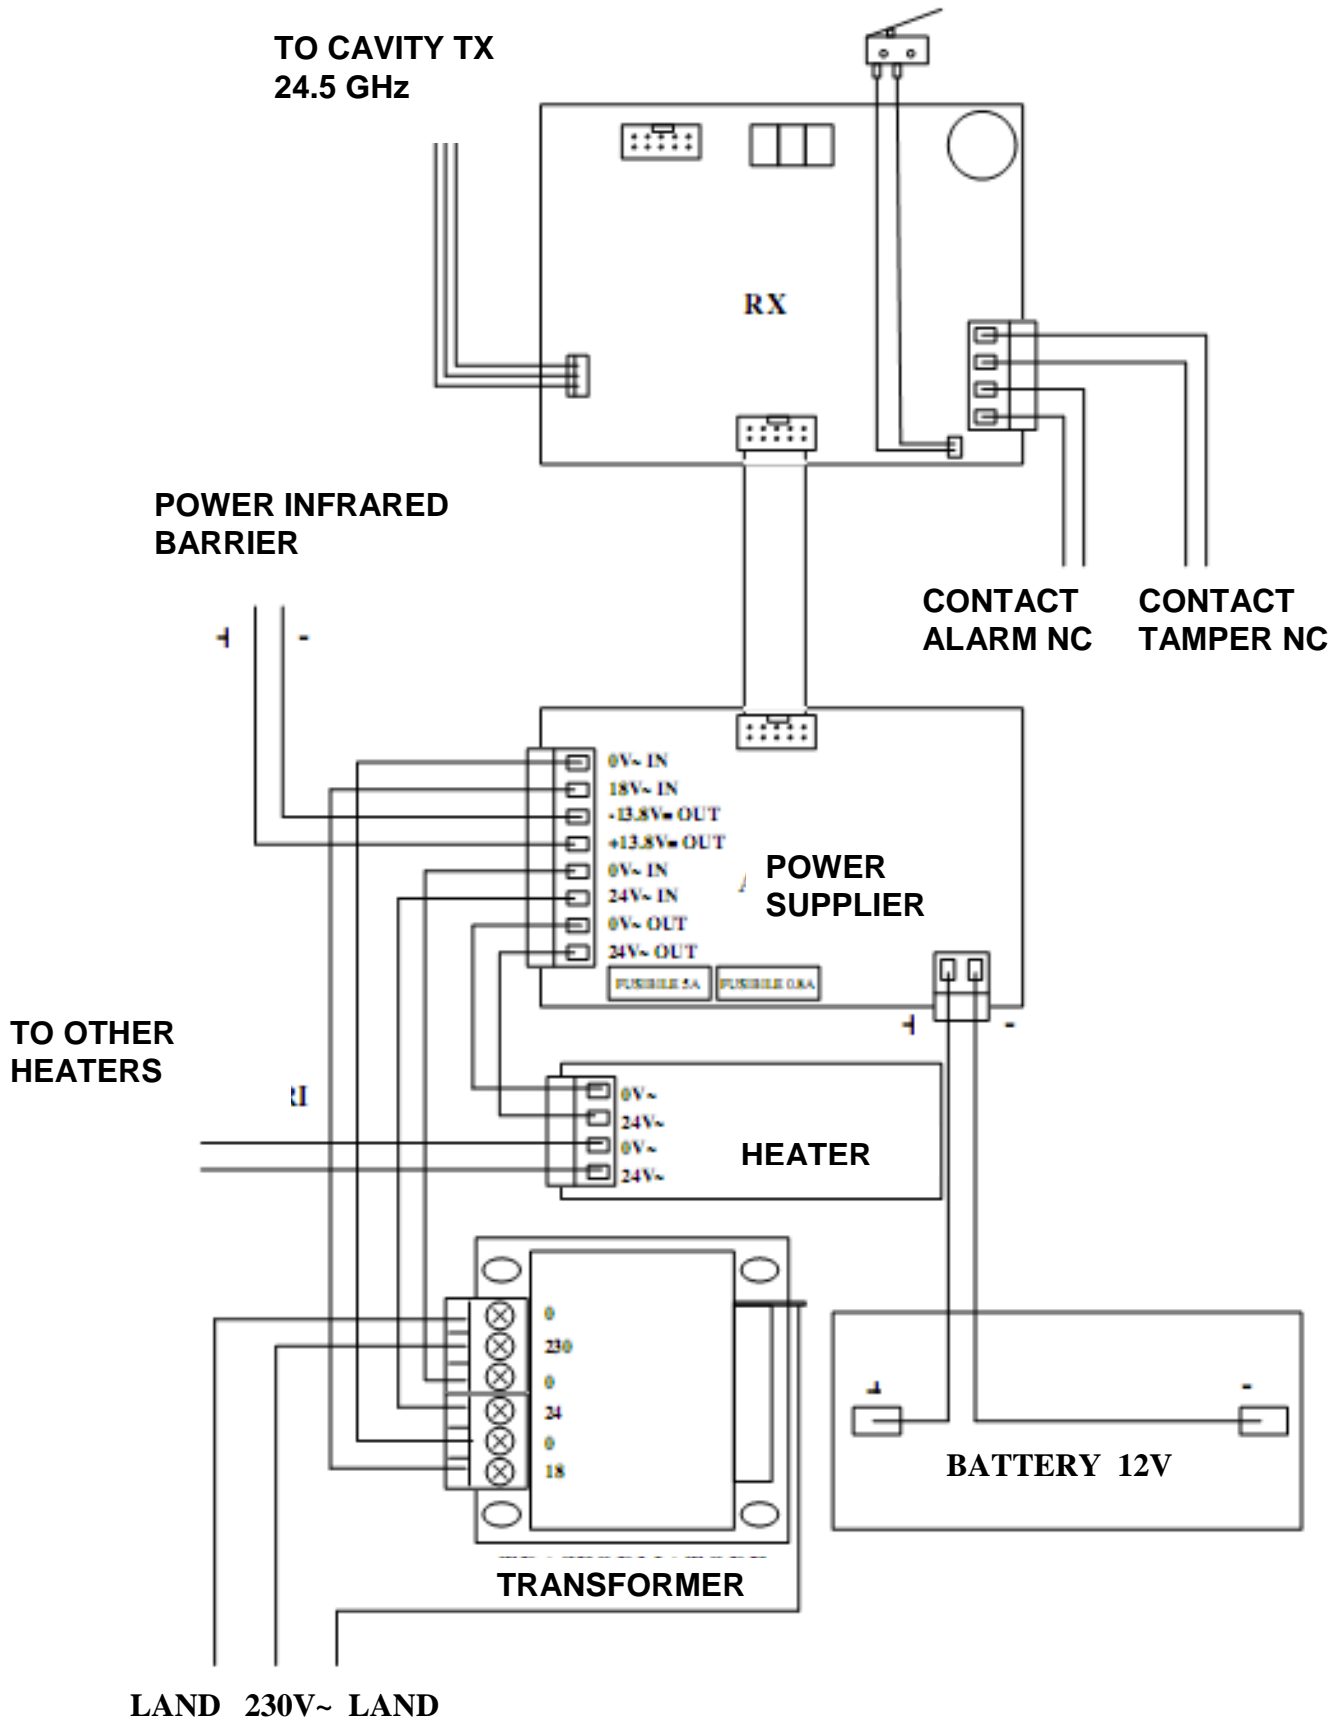 TO CAVITY TX
24.5 GHz
RX
POWER INFRARED
BARRIER
CONTACT
ALARM NC
CONTACT
TAMPER NC
-
0V~ IN
18V~ IN
-13.8V= OUT
+13.8V= OUT
0V~ IN
24V~ IN
0V~ OUT
24V~ OUT
POWER
SUPPLIER
FUSIBILE 5A
FUSIBILE 0.8A
-
TO OTHER
HEATERS
RI
0V~
24V~
0V~
24V~
HEATER
0
230
0
24
0
18
-
BATTERY 12V
TRANSFORMER
LAND 230V~ LAND